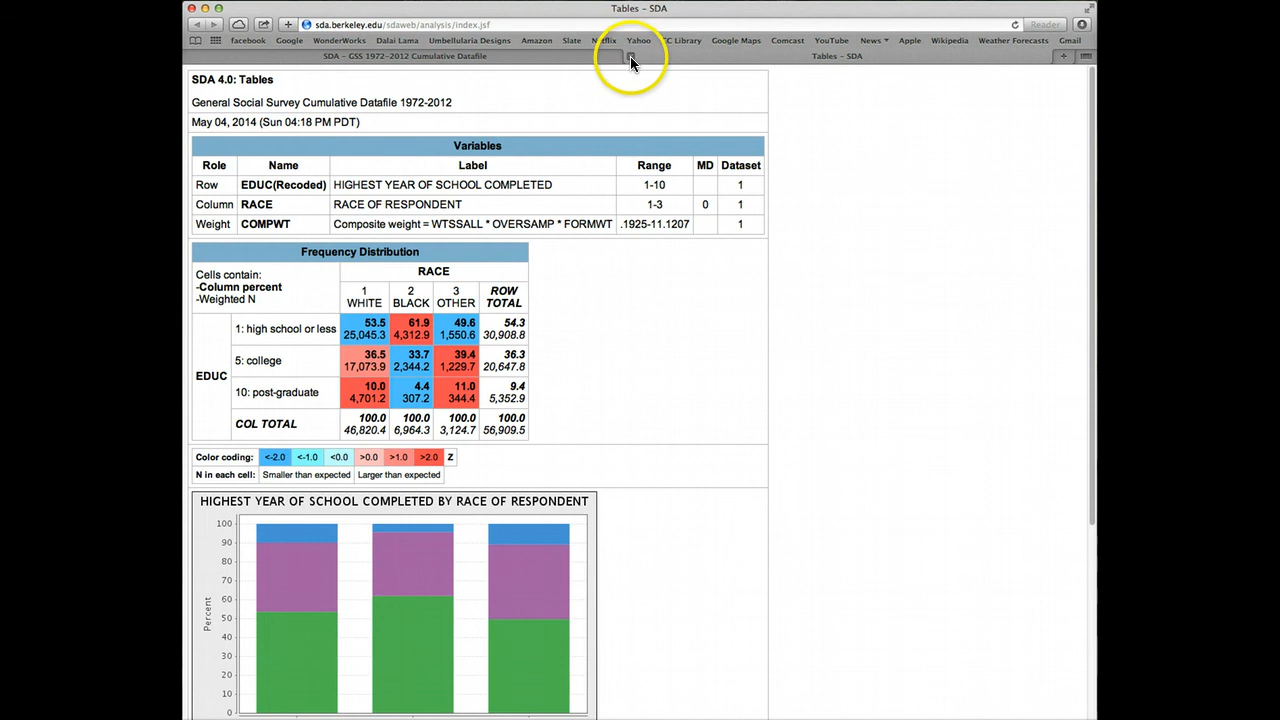 Tables – SDA
sda.berkeley.edu/sdaweb/analysis/index.jsf
Reader
facebook Google WonderWorks Dalai Lama Umbellularia Designs Amazon Slate Netflix Yahoo Library Google Maps Comcast YouTube News Apple Wikipedia Weather Forecasts Gmail
SDA – GSS 1972–2012 Cumulative Datafile
Tables – SDA
SDA 4.0: Tables
General Social Survey Cumulative Datafile 1972-2012
May 04, 2014 (Sun 04:18 PM PDT)
Variables
Role Name Label Range MD Dataset
Row EDUC(Recoded) HIGHEST YEAR OF SCHOOL COMPLETED 1-10 1
Column RACE RACE OF RESPONDENT 1-3 0 1
Weight COMPWT Composite weight = WTSSALL * OVERSAMP * FORMWT .1925-11.1207 1
Frequency Distribution
Cells contain:
-Column percent
-Weighted N
RACE
1 2 3 ROW
WHITE BLACK OTHER TOTAL
EDUC
1: high school or less 53.5 61.9 49.6 54.3
25,045.3 4,312.9 1,550.6 30,908.8
5: college 36.5 33.7 39.4 36.3
17,073.9 2,344.2 1,229.7 20,647.8
10: post-graduate 10.0 4.4 11.0 9.4
4,701.2 307.2 344.4 5,352.9
COL TOTAL 100.0 100.0 100.0 100.0
46,820.4 6,964.3 3,124.7 56,909.5
Color coding: <-2.0 <-1.0 <0.0 >0.0 >1.0 >2.0 Z
N in each cell: Smaller than expected Larger than expected
HIGHEST YEAR OF SCHOOL COMPLETED BY RACE OF RESPONDENT
Percent
100
90
80
70
60
50
40
30
20
10
0